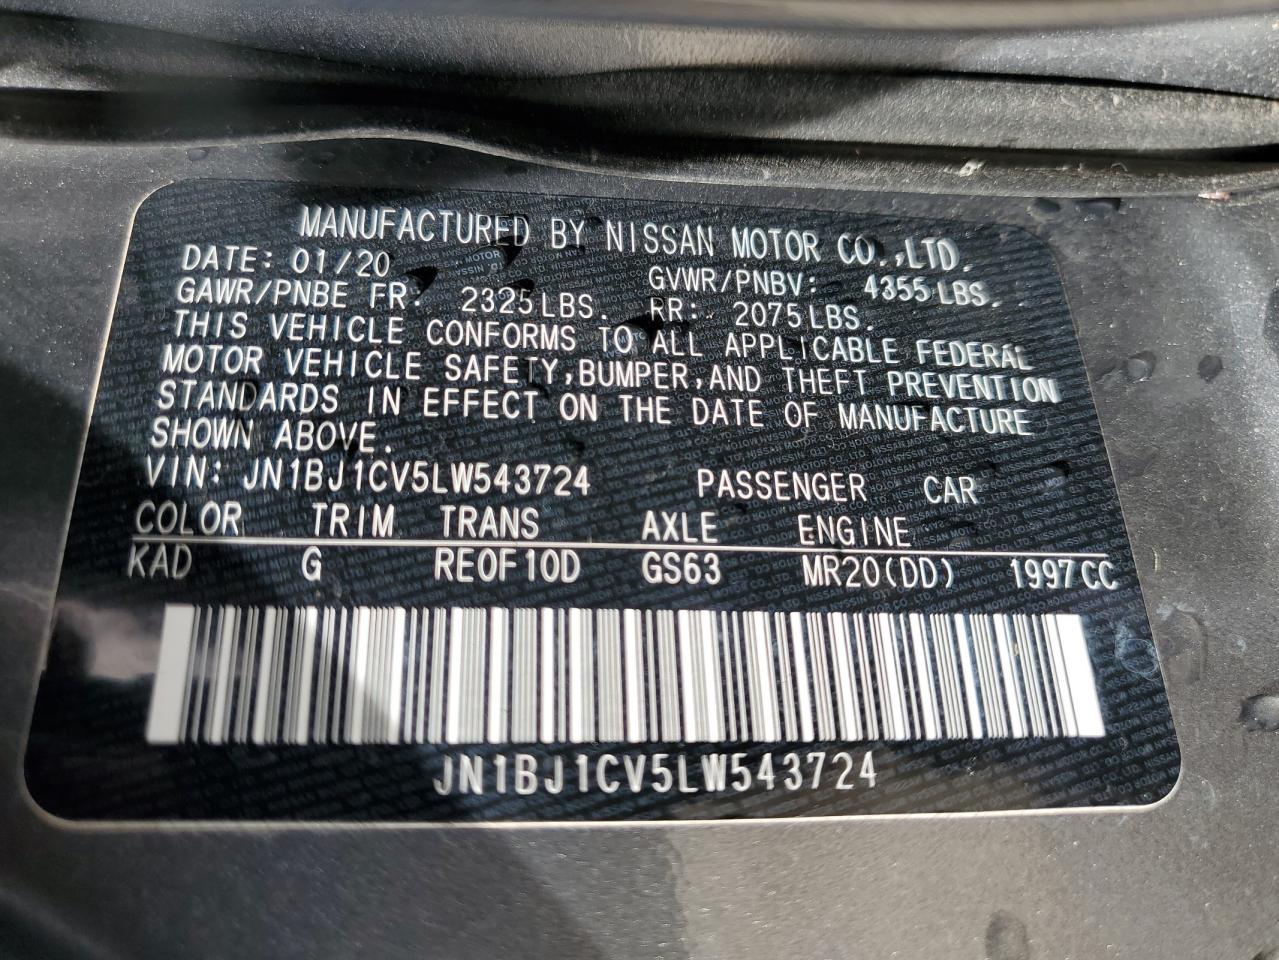 MANUFACTURED BY NISSAN MOTOR CO.,LTD.
DATE: 01/20 GVWR/PNBV: 4355 LBS.
GAWR/PNBE FR: 2325 LBS. RR: 2075 LBS.
THIS VEHICLE CONFORMS TO ALL APPLICABLE FEDERAL
MOTOR VEHICLE SAFETY,BUMPER,AND THEFT PREVENTION
STANDARDS IN EFFECT ON THE DATE OF MANUFACTURE
SHOWN ABOVE.
VIN: JN1BJ1CV5LW543724 PASSENGER CAR
COLOR TRIM TRANS AXLE ENGINE
KAD G REOF10D GS63 MR20(DD) 1997CC
JN1BJ1CV5LW543724